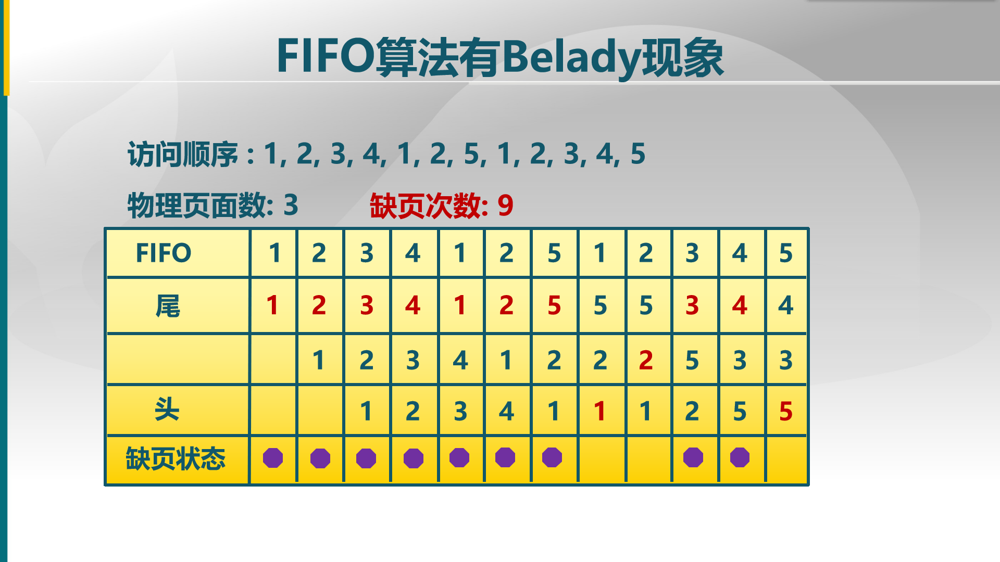 FIFO算法有Belady现象
访问顺序 : 1, 2, 3, 4, 1, 2, 5, 1, 2, 3, 4, 5
物理页面数: 3 缺页次数: 9
FIFO 1 2 3 4 1 2 5 1 2 3 4 5
尾 1 2 3 4 1 2 5 5 5 3 4 4
1 2 3 4 1 2 2 2 5 3 3
头 1 2 3 4 1 1 1 2 5 5
缺页状态